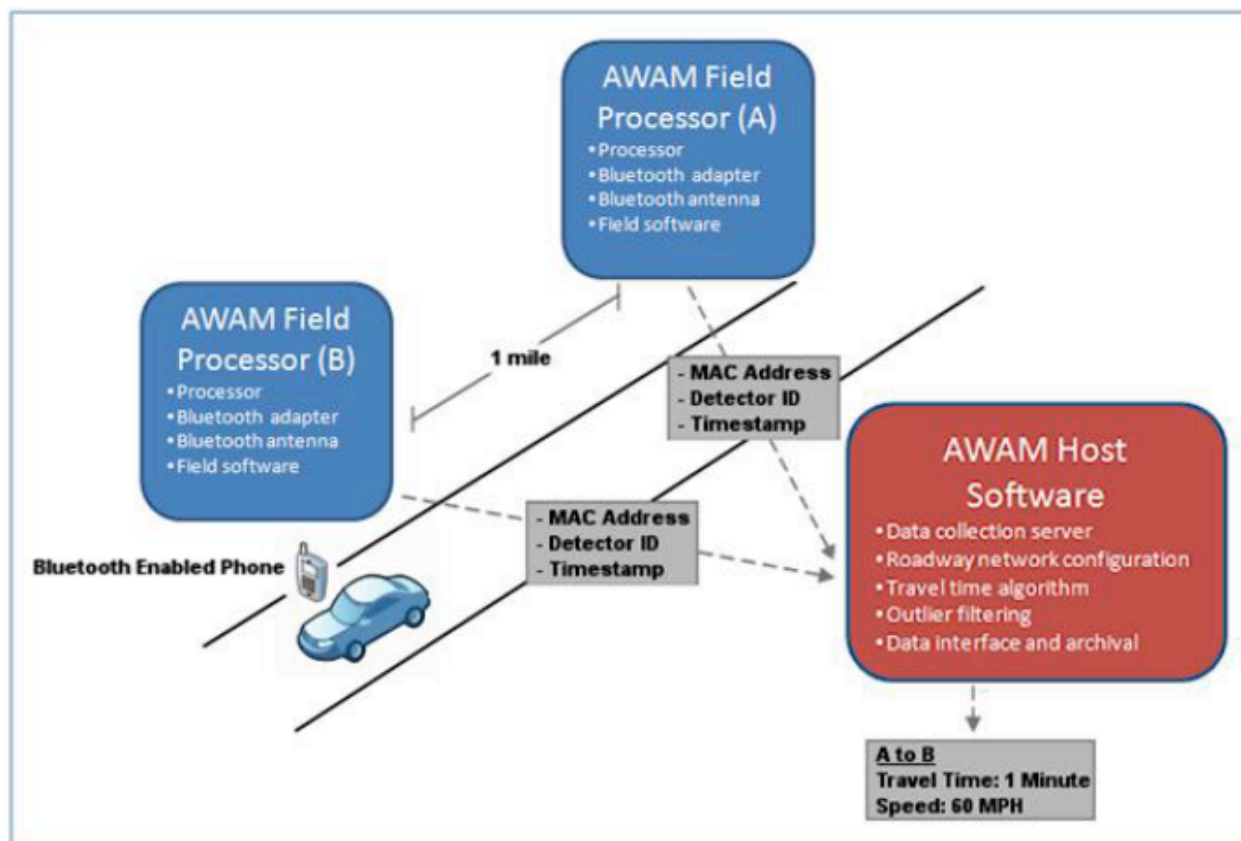 AWAM Field
Processor (A)
•Processor
•Bluetooth adapter
•Bluetooth antenna
•Field software
AWAM Field
Processor (B)
•Processor
•Bluetooth adapter
•Bluetooth antenna
•Field software
1 mile
- MAC Address
- Detector ID
- Timestamp
AWAM Host
Software
•Data collection server
•Roadway network configuration
•Travel time algorithm
•Outlier filtering
•Data interface and archival
- MAC Address
- Detector ID
- Timestamp
Bluetooth Enabled Phone
A to B
Travel Time: 1 Minute
Speed: 60 MPH